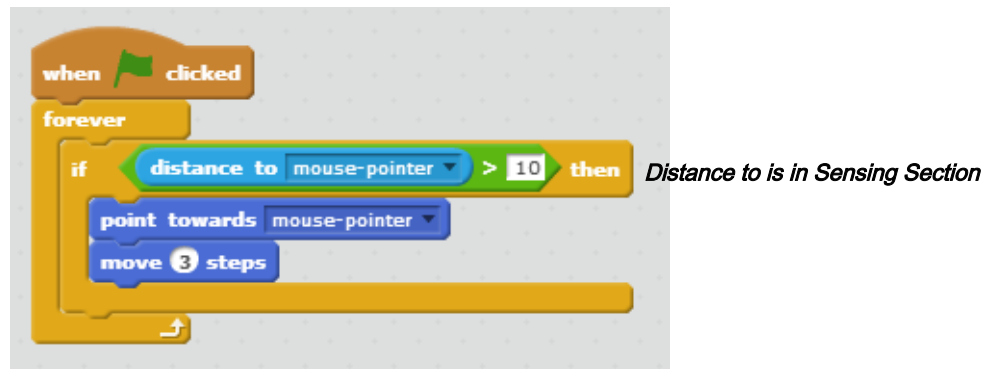 when clicked
forever
if distance to mouse-pointer > 10 then Distance to is in Sensing Section
point towards mouse-pointer
move 3 steps